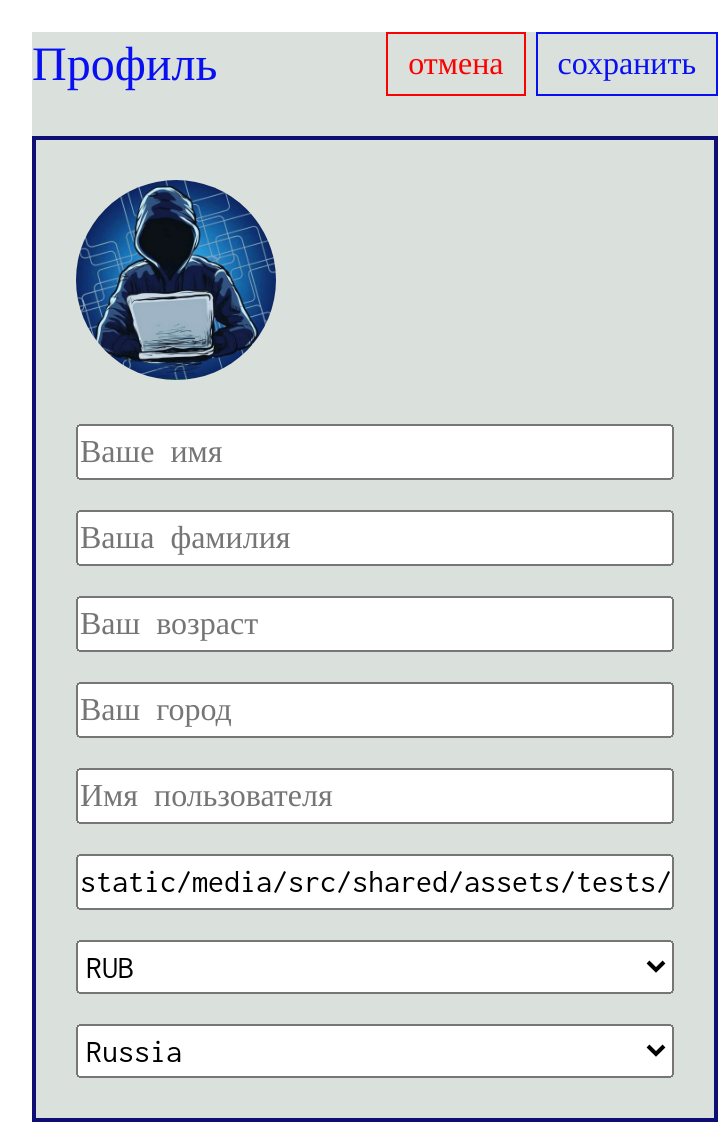 Профиль отмена сохранить
Ваше имя
Ваша фамилия
Ваш возраст
Ваш город
Имя пользователя
static/media/src/shared/assets/tests/
RUB
Russia